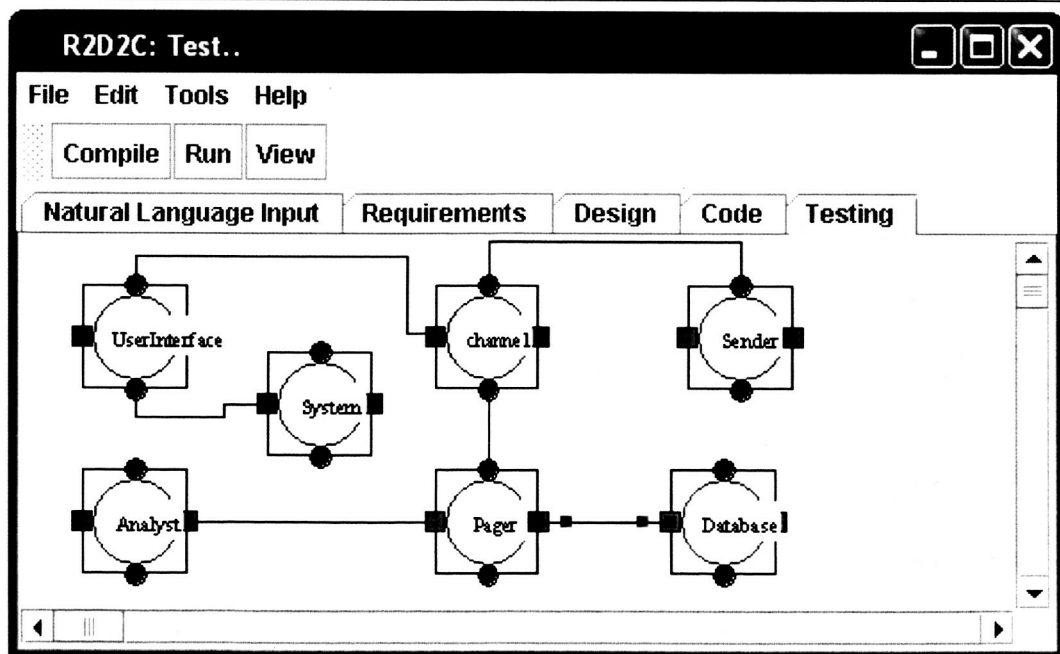 R2D2C: Test..
File Edit Tools Help
Compile Run View
Natural Language Input Requirements Design Code Testing
UserInterface channel Sender
System
Analyst Pager Database